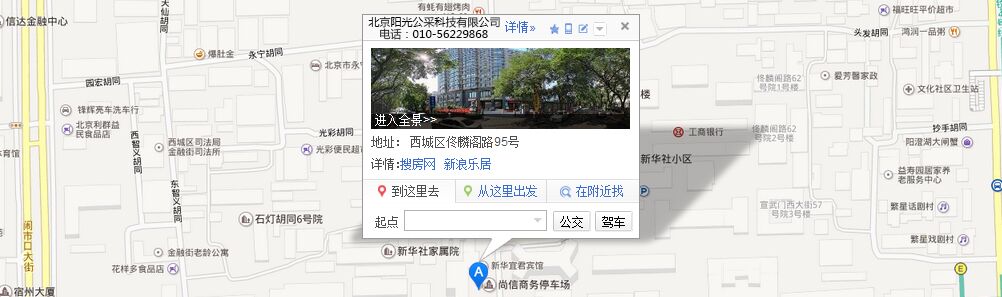 北京阳光公采科技有限公司
电话：010-56229868
详情»
进入全景>>
地址： 西城区佟麟阁路95号
详情:搜房网 新浪乐居
到这里去
从这里出发
在附近找
起点
公交
驾车
信达金融中心
天仙胡同
有蚝有翅烤肉
爆肚金
永宁胡同
北京市永
园宏胡同
锋辉亮车洗车行
北京利群益
民食品店
西智义胡同
西城区司法局
金融街司法所
光彩胡同
光彩便民超市
东智义胡同
石灯胡同6号院
新华社家属院
金融街老龄公寓
花样多食品店
闹市口大街
宿州大厦
体育馆
A
新华宜君宾馆
尚信商务停车场
福旺旺平价超市
鸿润一品粥
头发胡同
佟麟阁路62
号院1号楼
爱芳馨家政
文化社区卫生站
楼
工商银行
佟麟阁路62
号院2号楼
抄手胡同
阳澄湖大闸蟹
新华社小区
益寿园居家养
老服务中心
P
宣武门西大街57
号院3号楼
繁星话剧村
繁星戏剧村
E